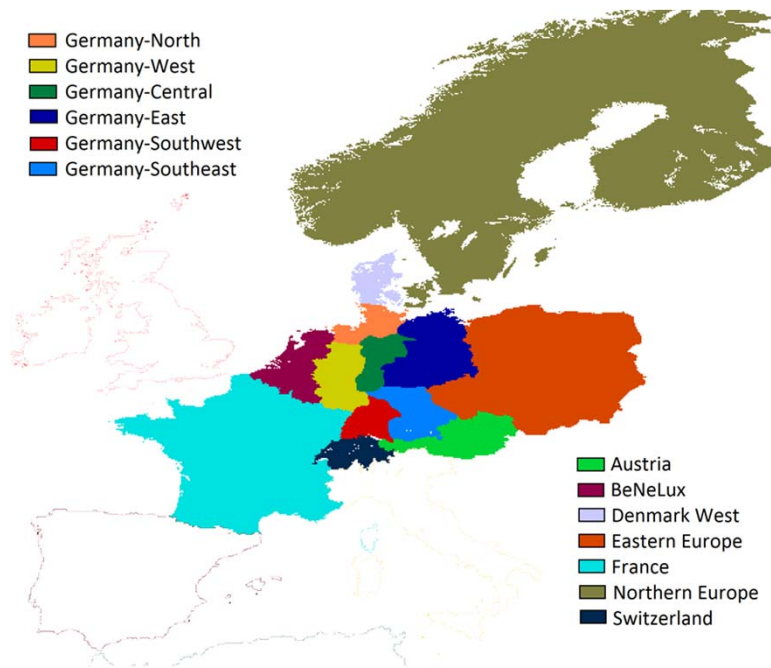 Germany-North
Germany-West
Germany-Central
Germany-East
Germany-Southwest
Germany-Southeast
Austria
BeNeLux
Denmark West
Eastern Europe
France
Northern Europe
Switzerland